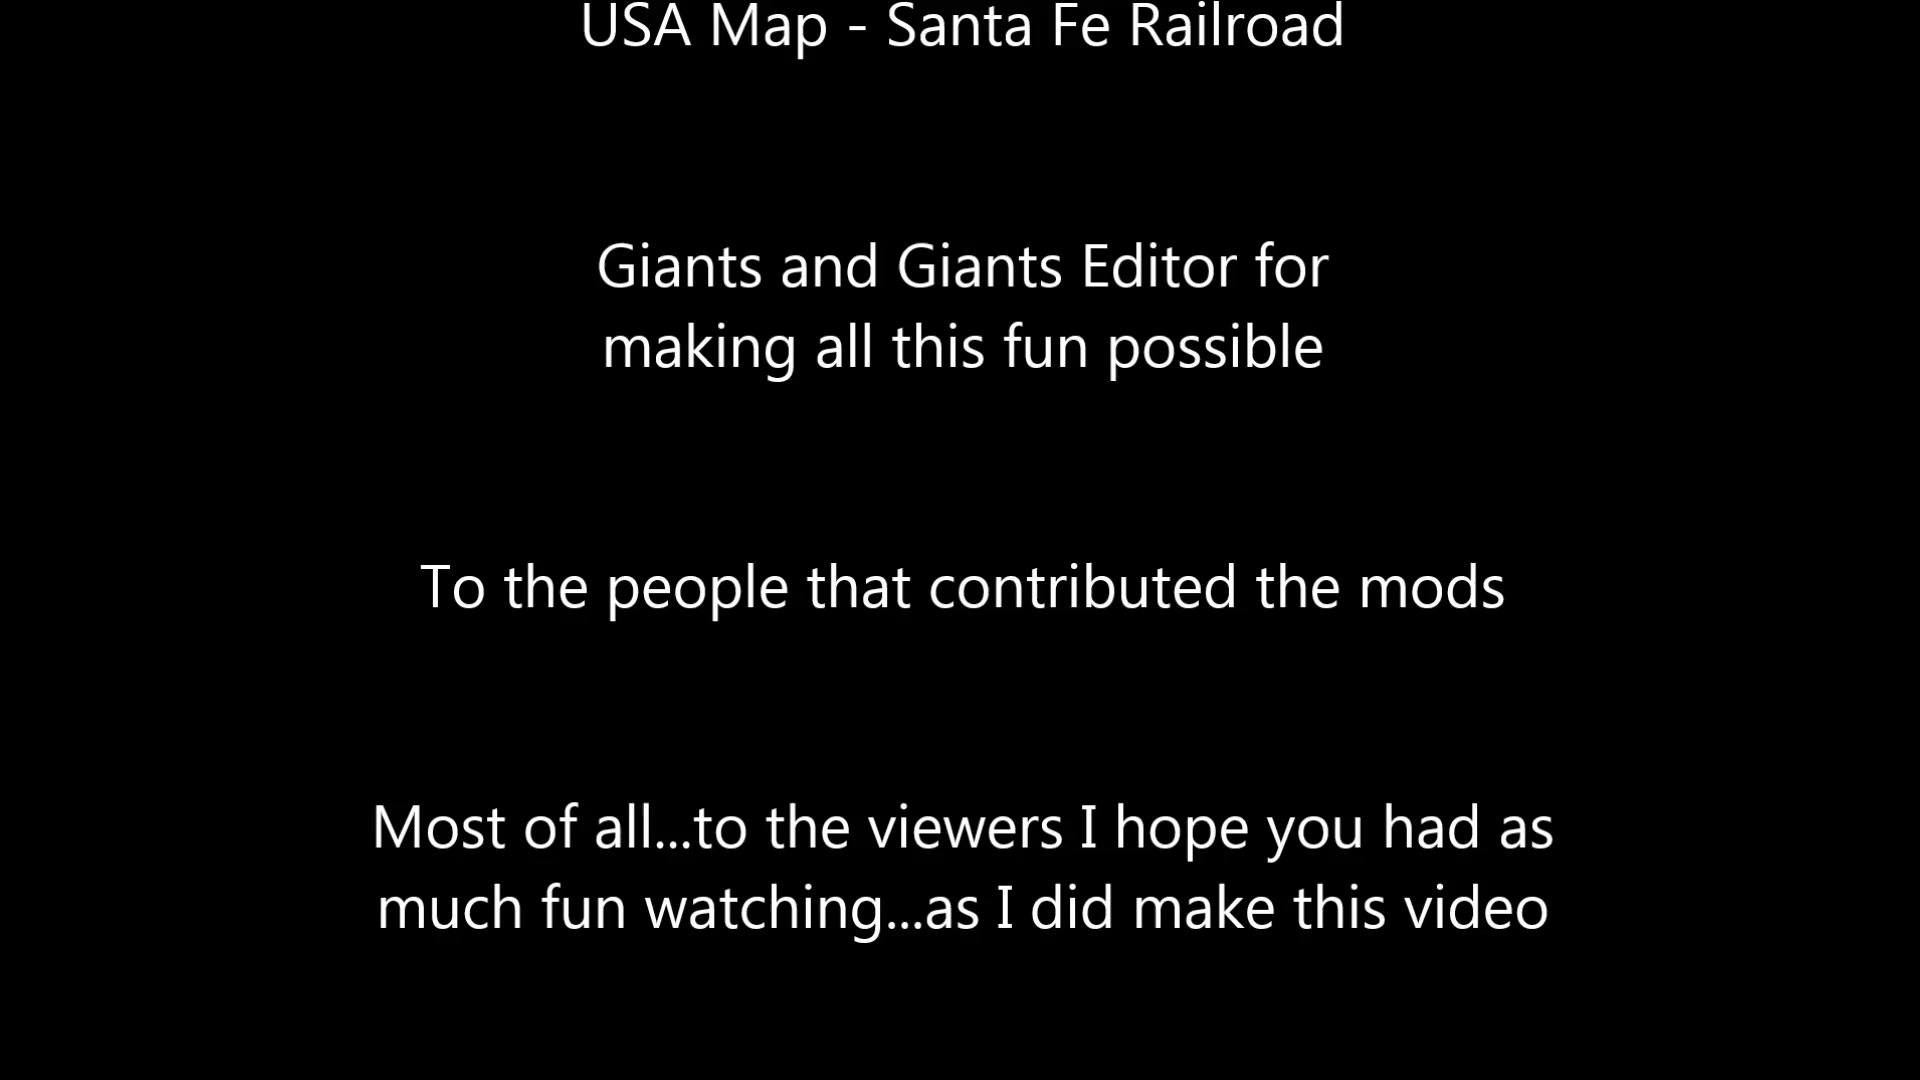 USA Map - Santa Fe Railroad
Giants and Giants Editor for
making all this fun possible
To the people that contributed the mods
Most of all...to the viewers I hope you had as
much fun watching...as I did make this video